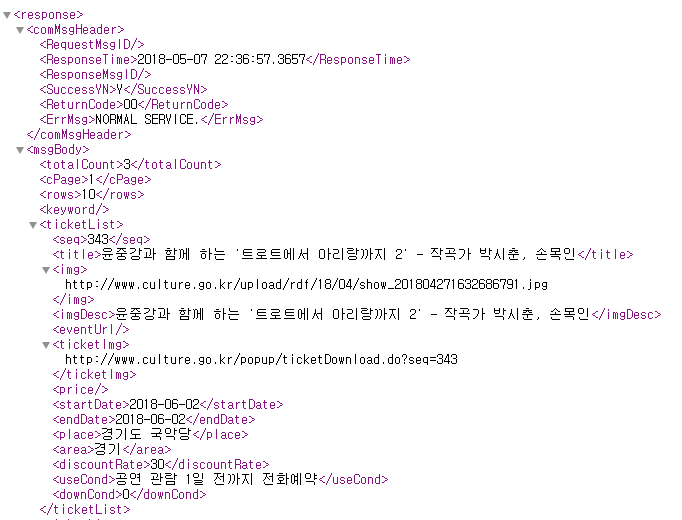 ▼<response>
▼<comMsgHeader>
<RequestMsgID/>
<ResponseTime>2018-05-07 22:36:57.3657</ResponseTime>
<ResponseMsgID/>
<SuccessYN>Y</SuccessYN>
<ReturnCode>00</ReturnCode>
<ErrMsg>NORMAL SERVICE.</ErrMsg>
</comMsgHeader>
▼<msgBody>
<totalCount>3</totalCount>
<cPage>1</cPage>
<rows>10</rows>
<keyword/>
▼<ticketList>
<seq>343</seq>
<title>윤중강과 함께 하는 '트로트에서 아리랑까지 2' - 작곡가 박시춘, 손목인</title>
▼<img>
http://www.culture.go.kr/upload/rdf/18/04/show_201804271632686791.jpg
</img>
<imgDesc>윤중강과 함께 하는 '트로트에서 아리랑까지 2' - 작곡가 박시춘, 손목인</imgDesc>
<eventUrl/>
▼<ticketImg>
http://www.culture.go.kr/popup/ticketDownload.do?seq=343
</ticketImg>
<price/>
<startDate>2018-06-02</startDate>
<endDate>2018-06-02</endDate>
<place>경기도 국악당</place>
<area>경기</area>
<discountRate>30</discountRate>
<useCond>공연 관람 1일 전까지 전화예약</useCond>
<downCond>0</downCond>
</ticketList>